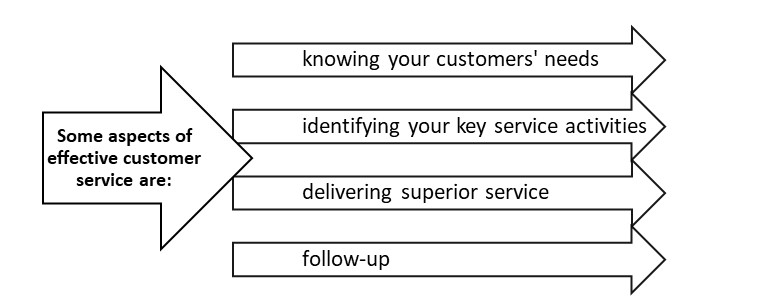 Some aspects of
effective customer
service are:
knowing your customers' needs
identifying your key service activities
delivering superior service
follow-up